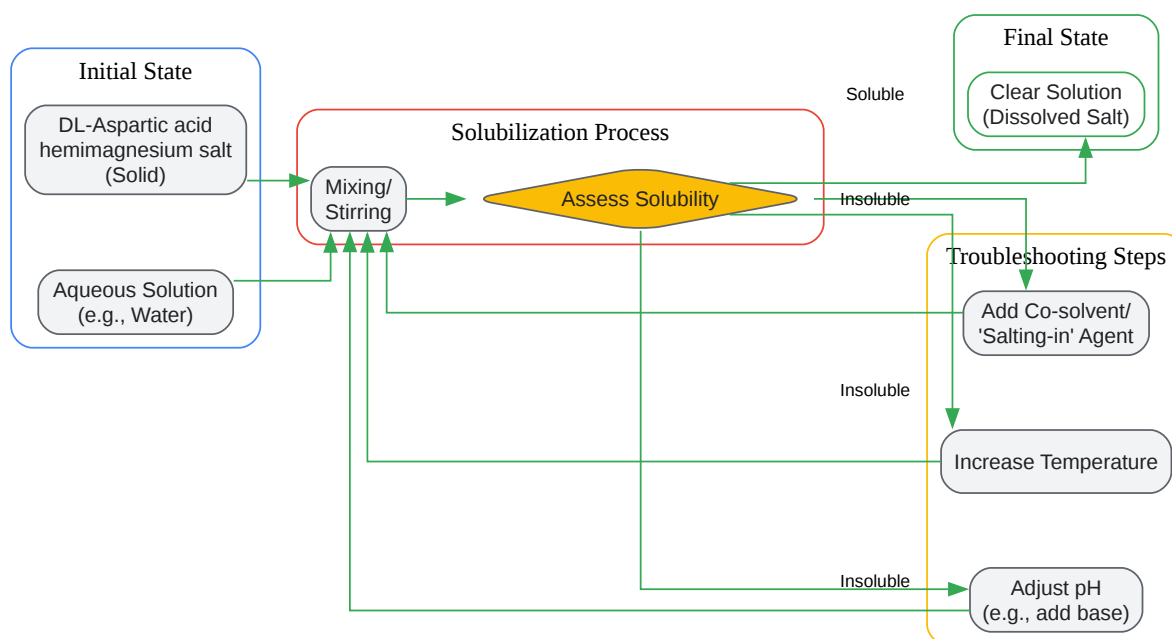 Initial State
DL-Aspartic acid
hemimagnesium salt
(Solid)
Aqueous Solution
(e.g., Water)
Solubilization Process
Mixing/
Stirring
Assess Solubility
Soluble
Insoluble
Insoluble
Insoluble
Final State
Clear Solution
(Dissolved Salt)
Troubleshooting Steps
Add Co-solvent/
'Salting-in' Agent
Increase Temperature
Adjust pH
(e.g., add base)